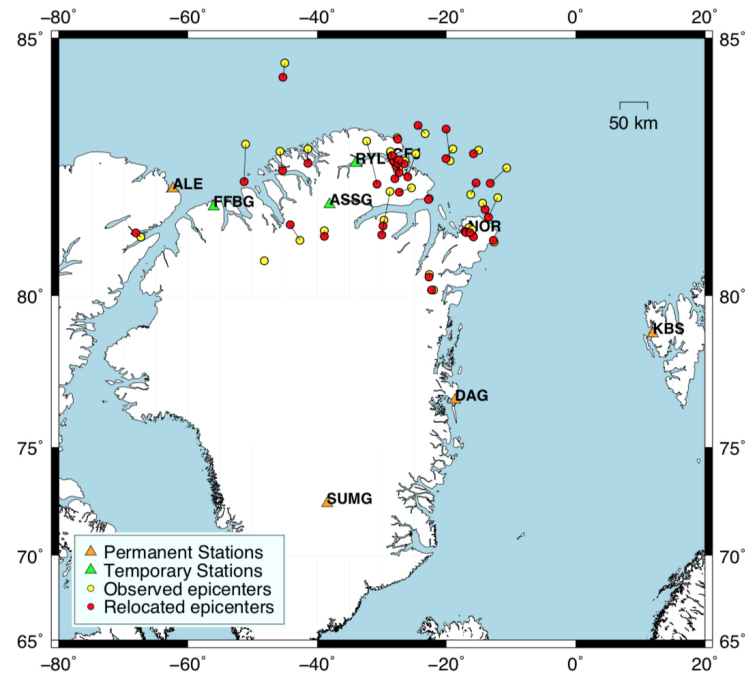 −80° −60° −40° −20° 0° 20°
85° 85°
50 km
RYL
ALE
FFBG
ASSG
NOR
80° 80°
KBS
DAG
75° 75°
SUMG
Permanent Stations
Temporary Stations
Observed epicenters
Relocated epicenters
70° 70°
65° 65°
−80° −60° −40° −20° 0° 20°